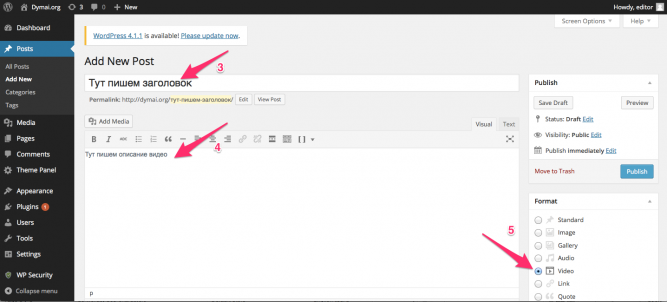 Dymai.org 1 0 + New Howdy, editor
Screen Options Help
Dashboard
Posts
All Posts
Add New
Categories
Tags
Media
Pages
Comments
Theme Panel
Appearance
Plugins 1
Users
Tools
Settings
WP Security
Collapse menu
WordPress 4.1.1 is available! Please update now.
Add New Post
3
Тут пишем заголовок
Permalink: http://dymai.org/тут-пишем-заголовок/ Edit View Post
Add Media
Visual Text
B I ABC
4
Тут пишем описание видео
P
Publish
Save Draft Preview
Status: Draft Edit
Visibility: Public Edit
Publish immediately Edit
Move to Trash Publish
Format
5
Standard
Image
Gallery
Audio
Video
Link
Quote